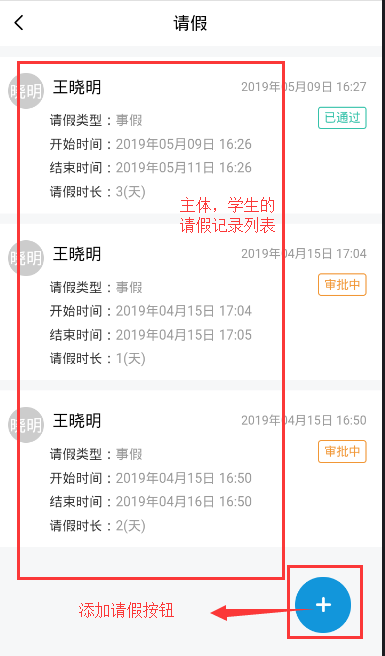 请假
晓明 王晓明 2019年05月09日 16:27
请假类型：事假 已通过
开始时间：2019年05月09日 16:26
结束时间：2019年05月11日 16:26
请假时长：3(天)
主体，学生的
请假记录列表
晓明 王晓明 2019年04月15日 17:04
请假类型：事假 审批中
开始时间：2019年04月15日 17:04
结束时间：2019年04月15日 17:05
请假时长：1(天)
晓明 王晓明 2019年04月15日 16:50
请假类型：事假 审批中
开始时间：2019年04月15日 16:50
结束时间：2019年04月16日 16:50
请假时长：2(天)
添加请假按钮